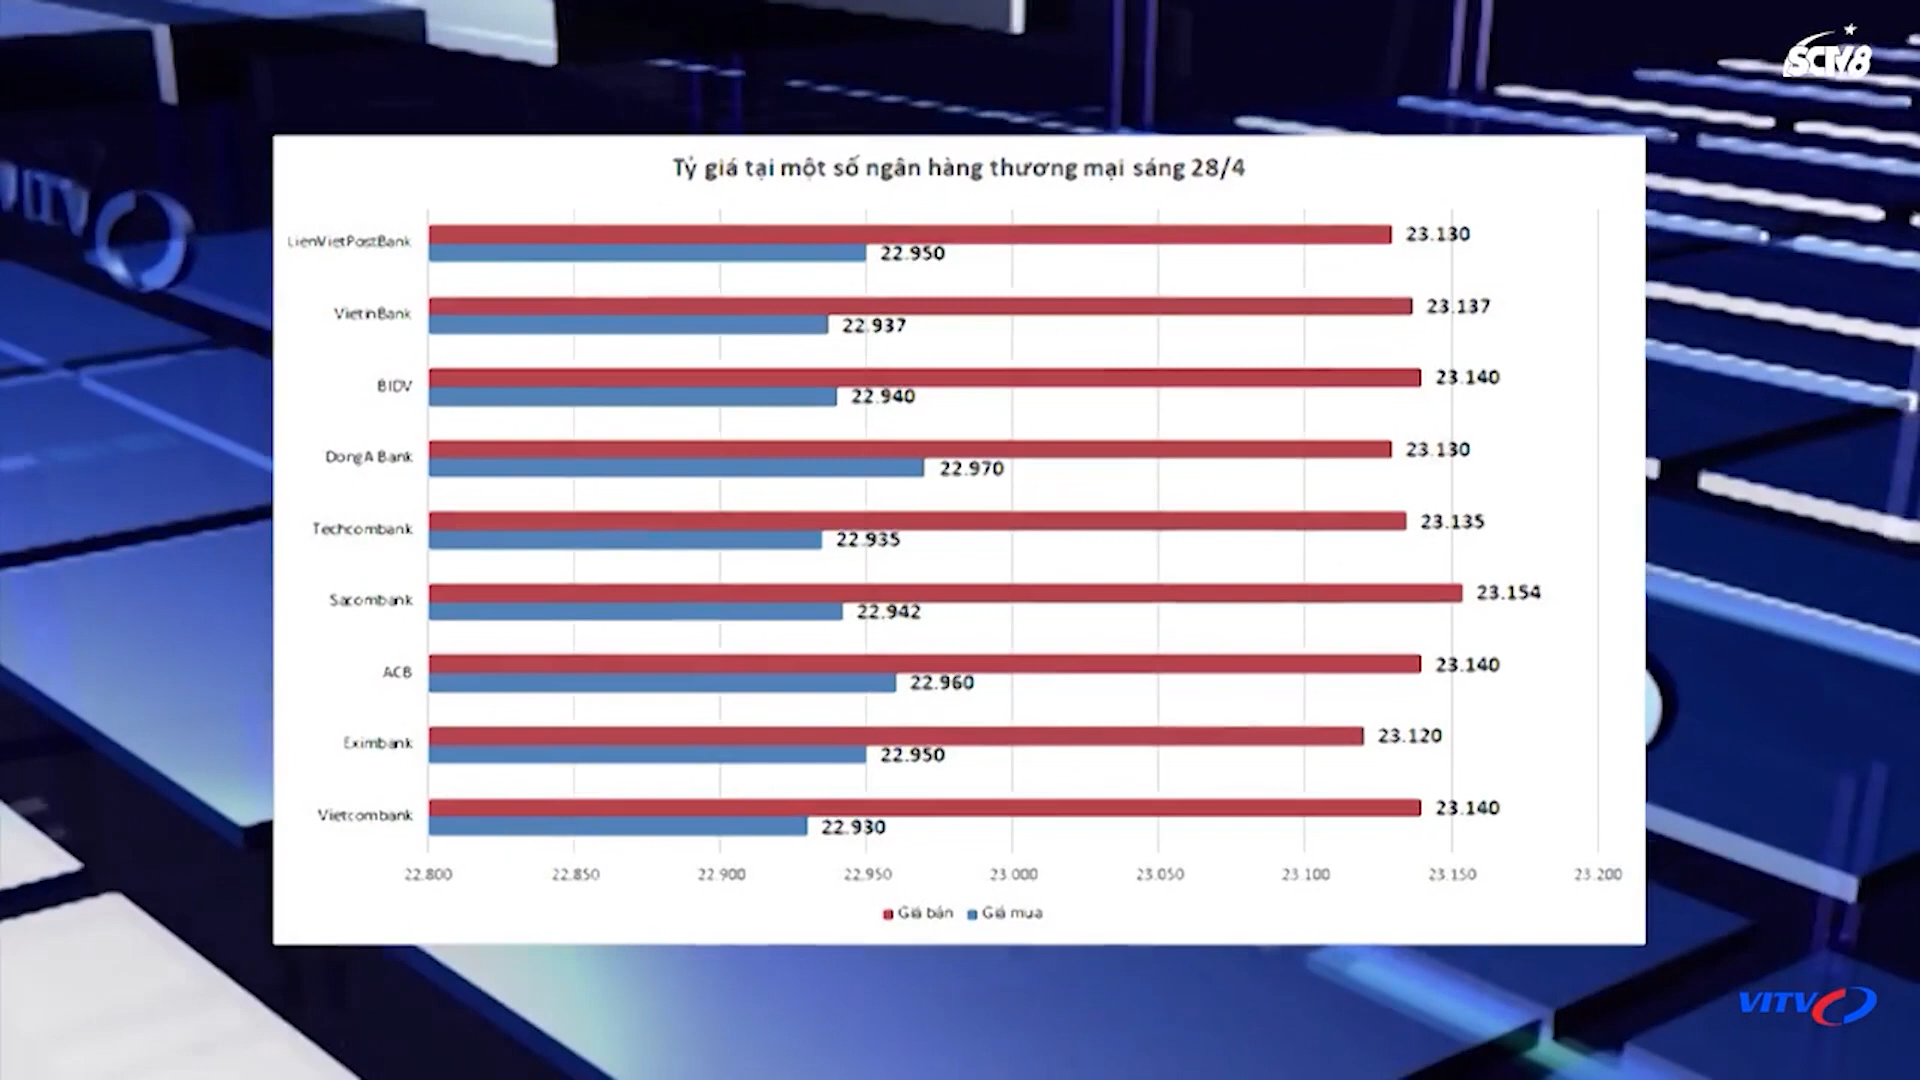 SCTV8
VITV
Tỷ giá tại một số ngân hàng thương mại sáng 28/4
LienVietPostBank 23.130
22.950
VietinBank 23.137
22.937
BIDV 23.140
22.940
DongA Bank 23.130
22.970
Techcombank 23.135
22.935
Sacombank 23.154
22.942
ACB 23.140
22.960
Eximbank 23.120
22.950
Vietcombank 23.140
22.930
22.800 22.850 22.900 22.950 23.000 23.050 23.100 23.150 23.200
Giá bán Giá mua
VITV